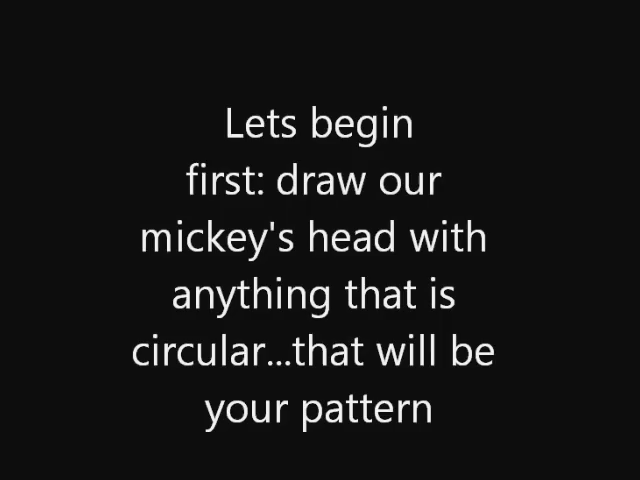 Lets begin
first: draw our
mickey's head with
anything that is
circular...that will be
your pattern